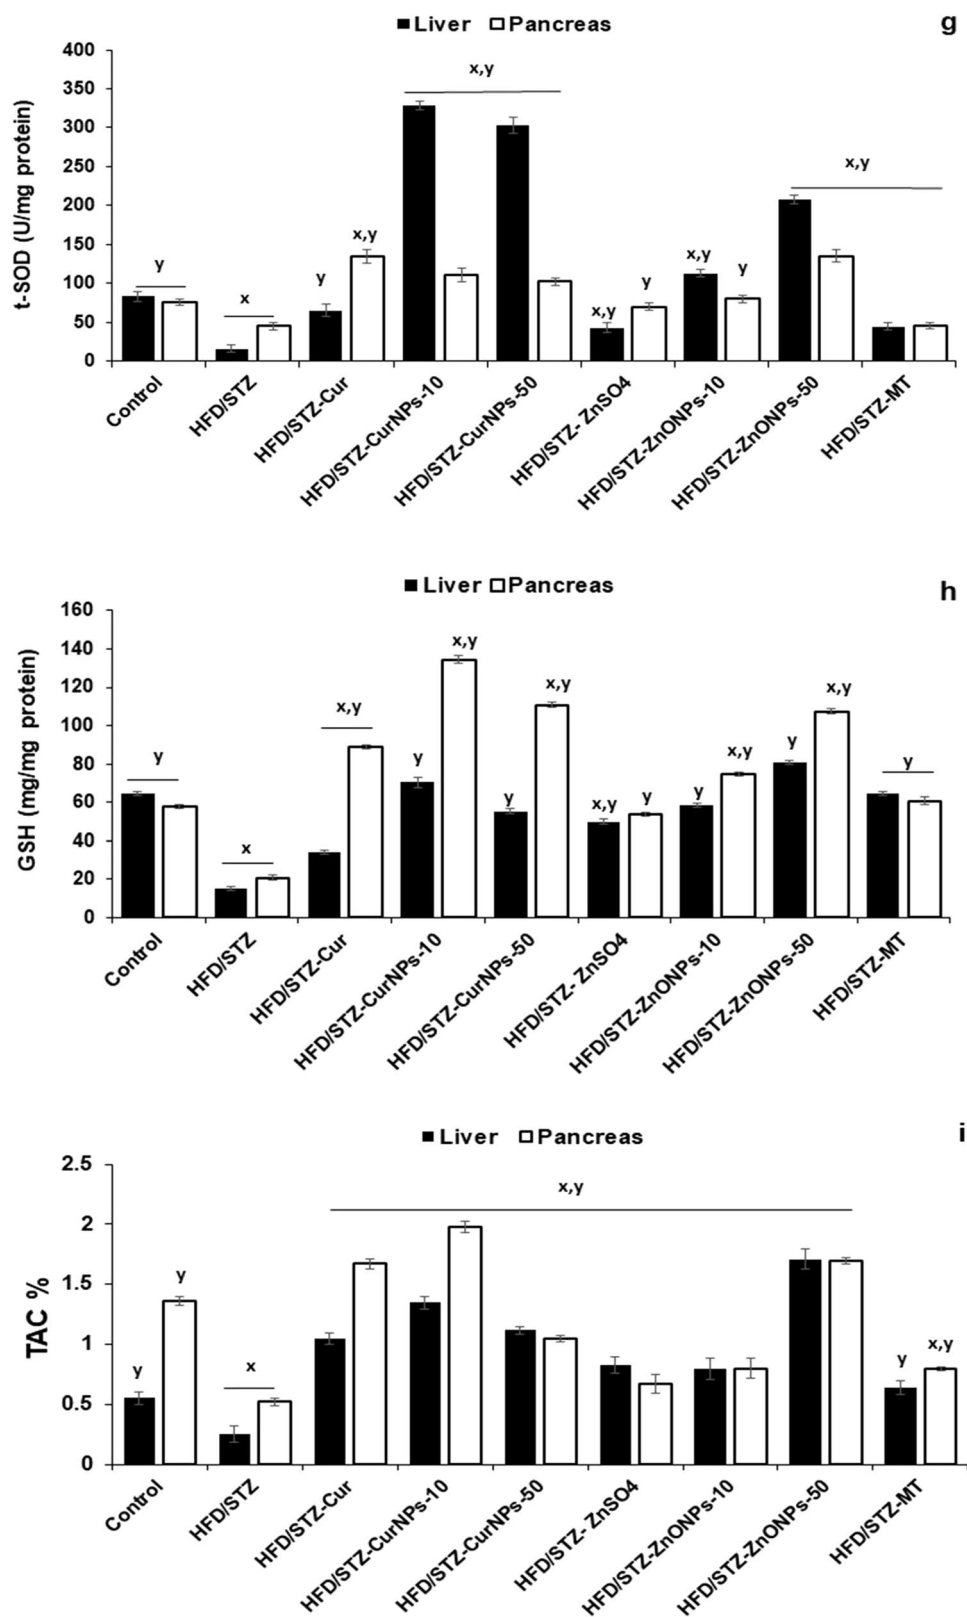 Liver Pancreas
g
t-SOD (U/mg protein)
400
350
300
250
200
150
100
50
0
y
x
y
x,y
x,y
x,y
y
x,y
y
x,y
Control
HFD/STZ
HFD/STZ-Cur
HFD/STZ-CurNPs-10
HFD/STZ-CurNPs-50
HFD/STZ- ZnSO4
HFD/STZ-ZnONPs-10
HFD/STZ-ZnONPs-50
HFD/STZ-MT
Liver Pancreas
h
GSH (mg/mg protein)
160
140
120
100
80
60
40
20
0
y
x
x,y
y
x,y
y
x,y
x,y
y
y
x,y
y
x,y
y
Control
HFD/STZ
HFD/STZ-Cur
HFD/STZ-CurNPs-10
HFD/STZ-CurNPs-50
HFD/STZ- ZnSO4
HFD/STZ-ZnONPs-10
HFD/STZ-ZnONPs-50
HFD/STZ-MT
Liver Pancreas
i
TAC %
2.5
2
1.5
1
0.5
0
y
y
x
x,y
y
x,y
Control
HFD/STZ
HFD/STZ-Cur
HFD/STZ-CurNPs-10
HFD/STZ-CurNPs-50
HFD/STZ- ZnSO4
HFD/STZ-ZnONPs-10
HFD/STZ-ZnONPs-50
HFD/STZ-MT